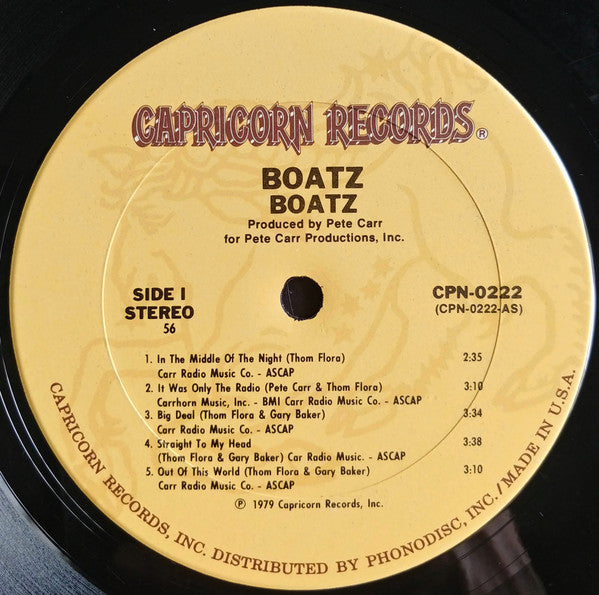 CAPRICORN RECORDS®
BOATZ
BOATZ
Produced by Pete Carr
for Pete Carr Productions, Inc.
SIDE I
STEREO
56
CPN-0222
(CPN-0222-AS)
1. In The Middle Of The Night (Thom Flora) 2:35
Carr Radio Music Co. - ASCAP
2. It Was Only The Radio (Pete Carr & Thom Flora) 3:10
Carrhorn Music, Inc. - BMI Carr Radio Music Co. - ASCAP
3. Big Deal (Thom Flora & Gary Baker) 3:34
Carr Radio Music Co. - ASCAP
4. Straight To My Head 3:38
(Thom Flora & Gary Baker) Car Radio Music. - ASCAP
5. Out Of This World (Thom Flora & Gary Baker) 3:10
Carr Radio Music Co. - ASCAP
℗ 1979 Capricorn Records, Inc.
CAPRICORN RECORDS, INC. DISTRIBUTED BY PHONODISC, INC./MADE IN U.S.A.